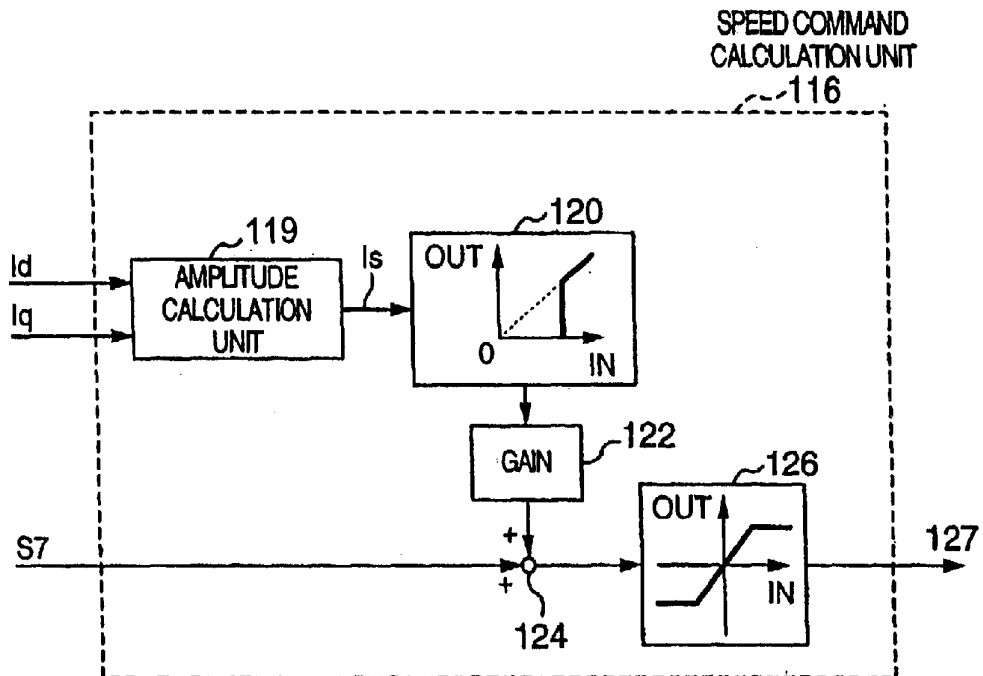 SPEED COMMAND
CALCULATION UNIT
116
119
120
Id
Iq
AMPLITUDE
CALCULATION
UNIT
Is
OUT
0
IN
GAIN
122
126
OUT
IN
S7
+
+
124
127